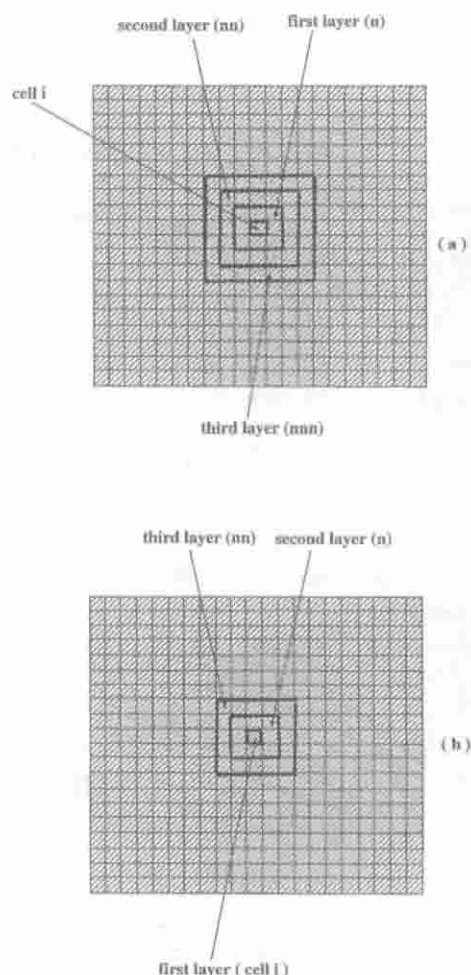 second layer (nn) first layer (n)
cell i
( a )
third layer (nnn)
third layer (nn) second layer (n)
( b )
first layer ( cell i )